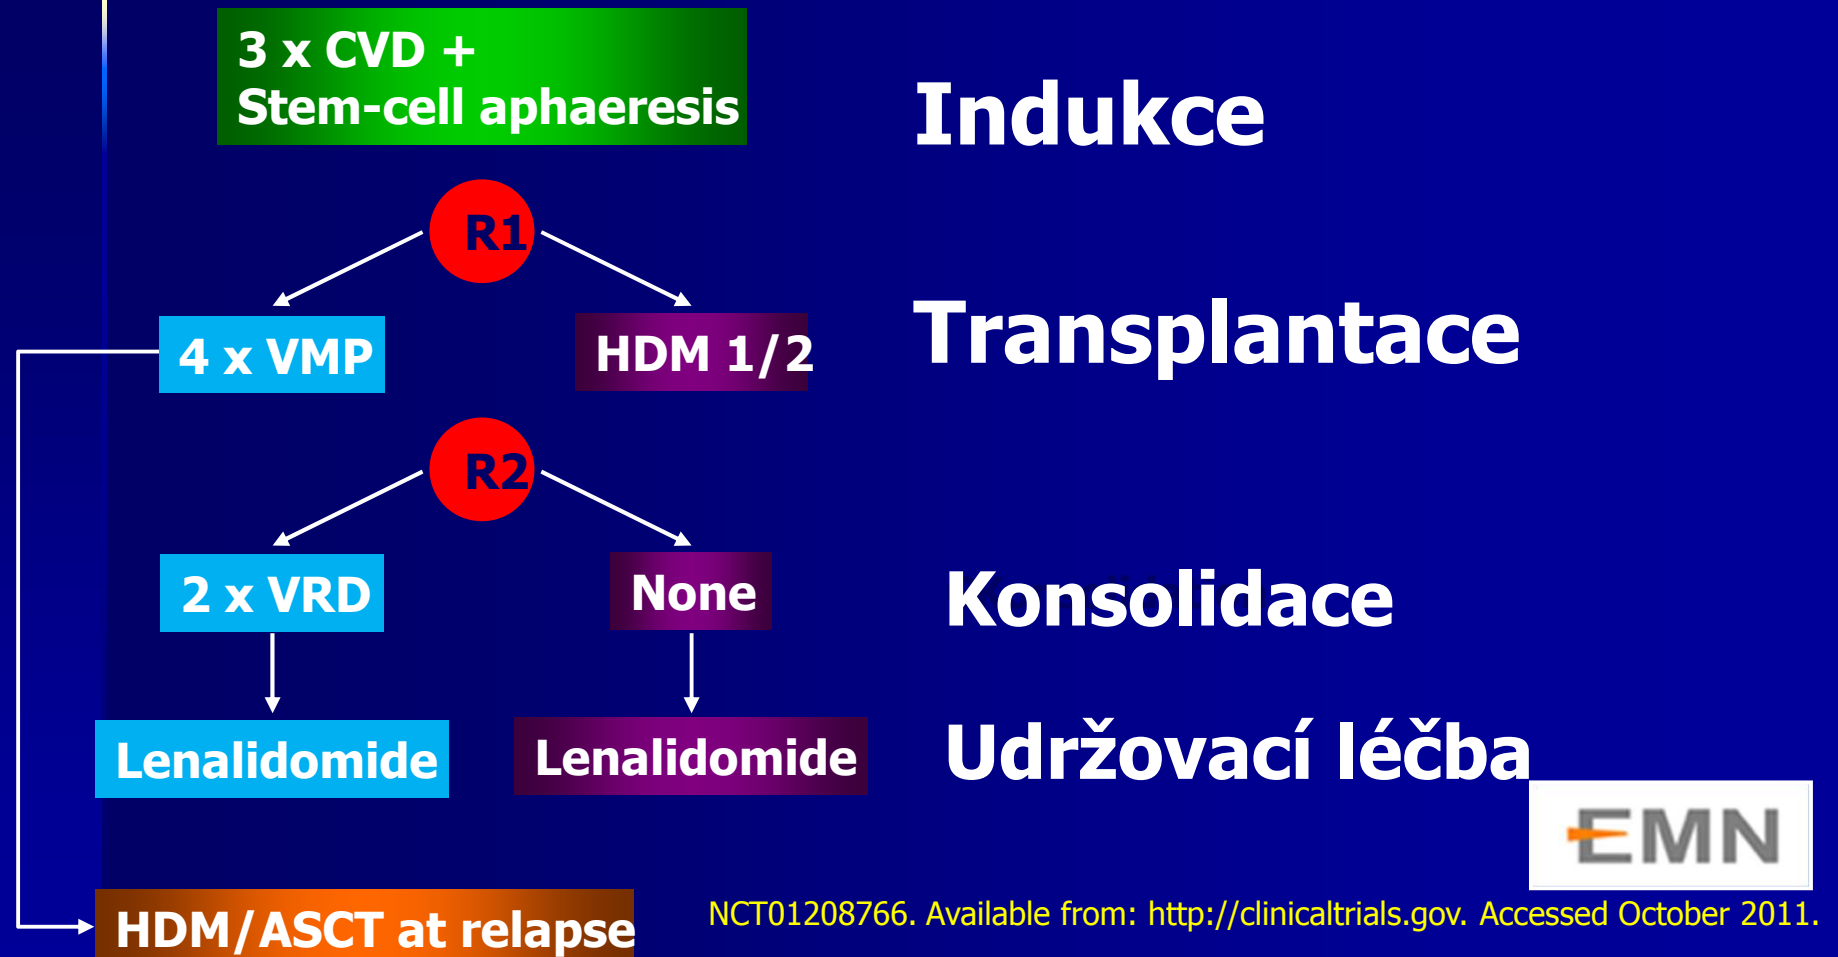 3 x CVD +
Stem-cell aphaeresis
Indukce
R1
4 x VMP
HDM 1/2
Transplantace
R2
2 x VRD
None
Konsolidace
Lenalidomide
Lenalidomide
Udržovací léčba
EMN
HDM/ASCT at relapse
NCT01208766. Available from: http://clinicaltrials.gov. Accessed October 2011.